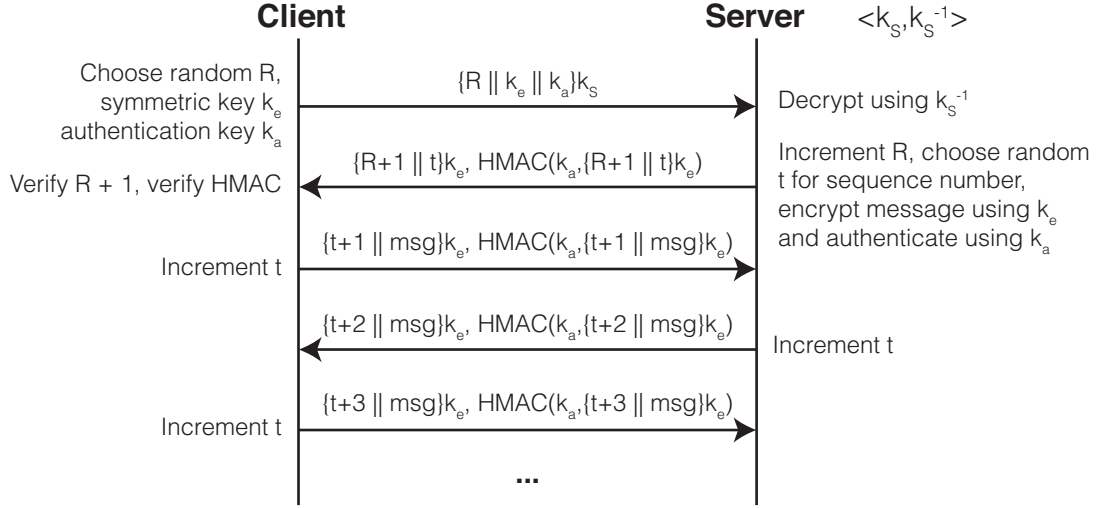 Client
Server
<k_S,k_S^-1>
Choose random R,
symmetric key k_e
authentication key k_a
{R || k_e || k_a}k_S
Decrypt using k_S^-1
{R+1 || t}k_e, HMAC(k_a,{R+1 || t}k_e)
Verify R + 1, verify HMAC
Increment R, choose random
t for sequence number,
encrypt message using k_e
and authenticate using k_a
{t+1 || msg}k_e, HMAC(k_a,{t+1 || msg}k_e)
Increment t
{t+2 || msg}k_e, HMAC(k_a,{t+2 || msg}k_e)
Increment t
{t+3 || msg}k_e, HMAC(k_a,{t+3 || msg}k_e)
Increment t
...